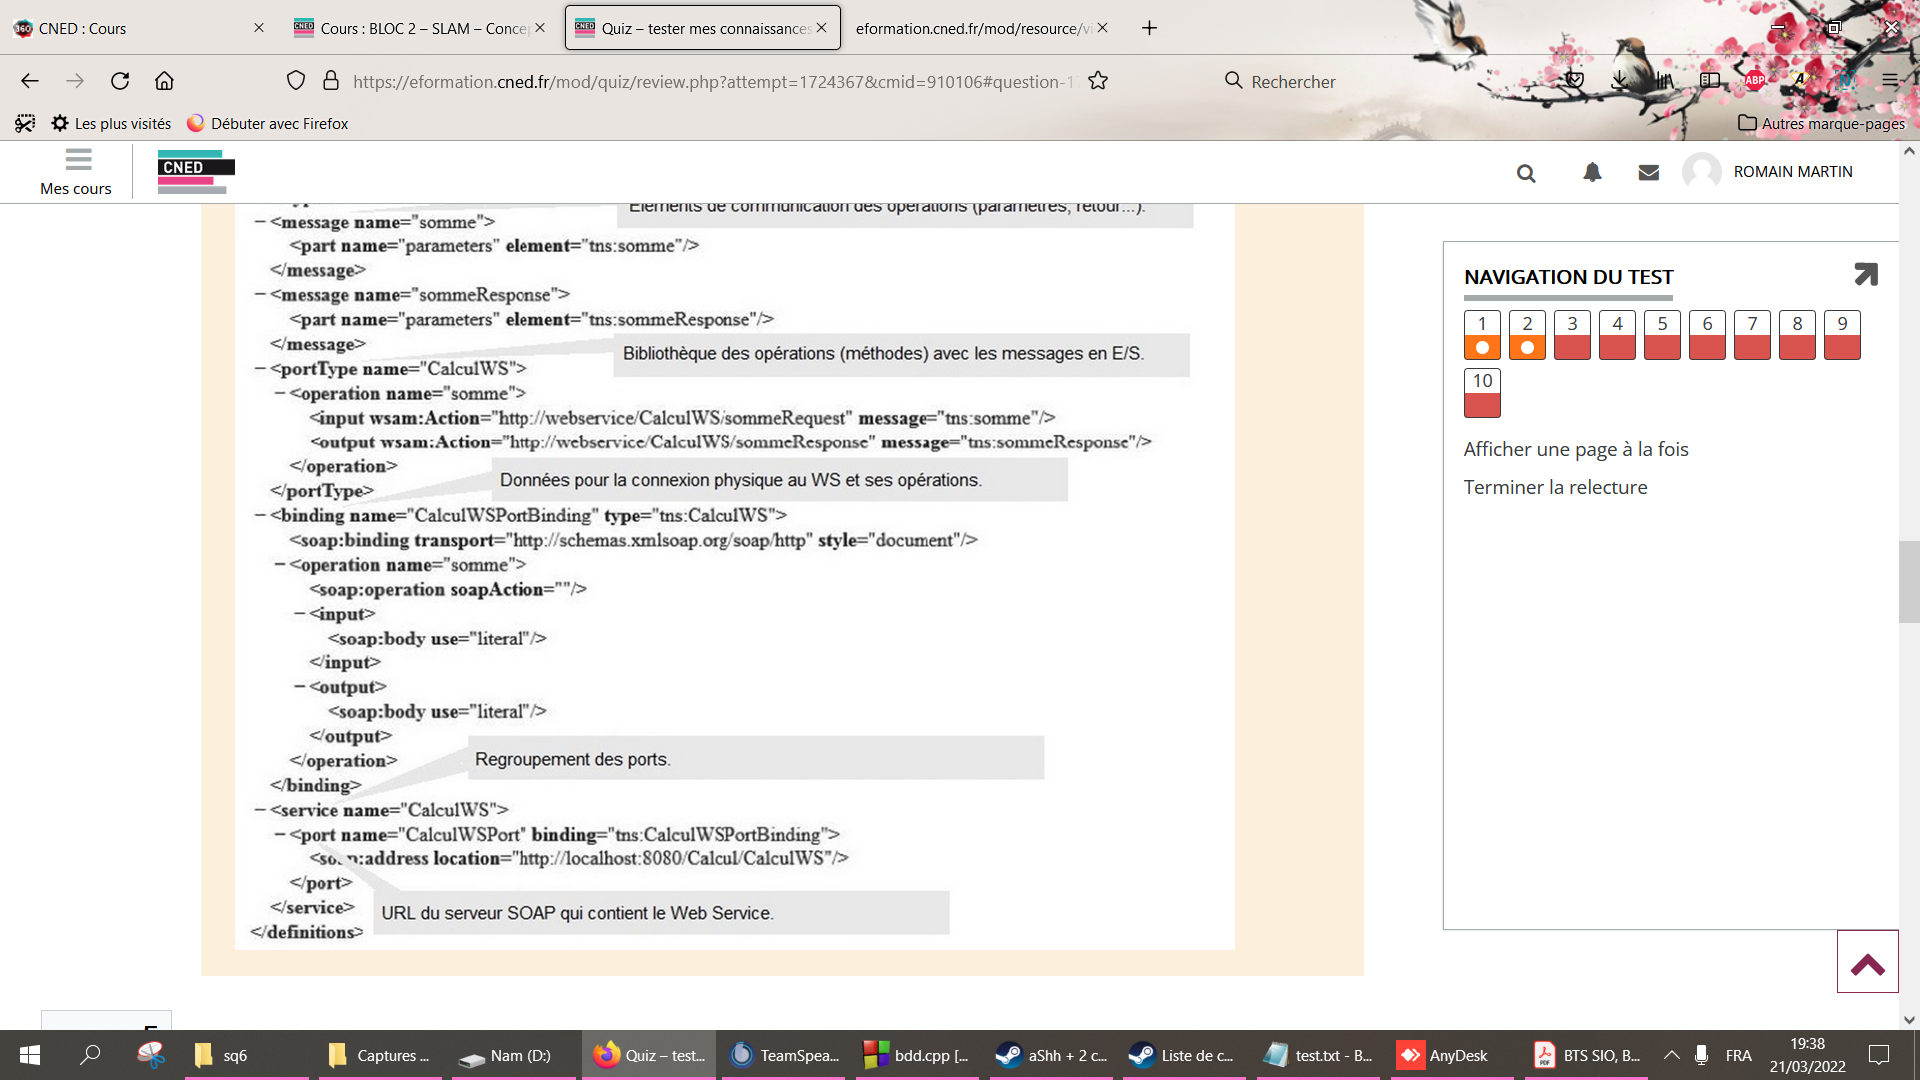 CNED : Cours
Cours : BLOC 2 – SLAM – Concep
Quiz – tester mes connaissances
eformation.cned.fr/mod/resource/vi
https://eformation.cned.fr/mod/quiz/review.php?attempt=1724367&cmid=910106#question-1
Rechercher
ABP
Les plus visités
Débuter avec Firefox
Autres marque-pages
Mes cours
CNED
ROMAIN MARTIN
Eléments de communication des opérations (paramètres, retour...).
– <message name="somme">
<part name="parameters" element="tns:somme"/>
</message>
– <message name="sommeResponse">
<part name="parameters" element="tns:sommeResponse"/>
</message>
Bibliothèque des opérations (méthodes) avec les messages en E/S.
– <portType name="CalculWS">
– <operation name="somme">
<input wsam:Action="http://webservice/CalculWS/sommeRequest" message="tns:somme"/>
<output wsam:Action="http://webservice/CalculWS/sommeResponse" message="tns:sommeResponse"/>
</operation>
Données pour la connexion physique au WS et ses opérations.
</portType>
– <binding name="CalculWSPortBinding" type="tns:CalculWS">
<soap:binding transport="http://schemas.xmlsoap.org/soap/http" style="document"/>
– <operation name="somme">
<soap:operation soapAction=""/>
– <input>
<soap:body use="literal"/>
</input>
– <output>
<soap:body use="literal"/>
</output>
</operation>
Regroupement des ports.
</binding>
– <service name="CalculWS">
– <port name="CalculWSPort" binding="tns:CalculWSPortBinding">
<soap:address location="http://localhost:8080/Calcul/CalculWS"/>
</port>
</service>
URL du serveur SOAP qui contient le Web Service.
</definitions>
NAVIGATION DU TEST
1 2 3 4 5 6 7 8 9
10
Afficher une page à la fois
Terminer la relecture
sq6
Captures ...
Nam (D:)
Quiz – test...
TeamSpea...
bdd.cpp [...
aShh + 2 c...
Liste de c...
test.txt - B...
AnyDesk
BTS SIO, B...
FRA
19:38
21/03/2022